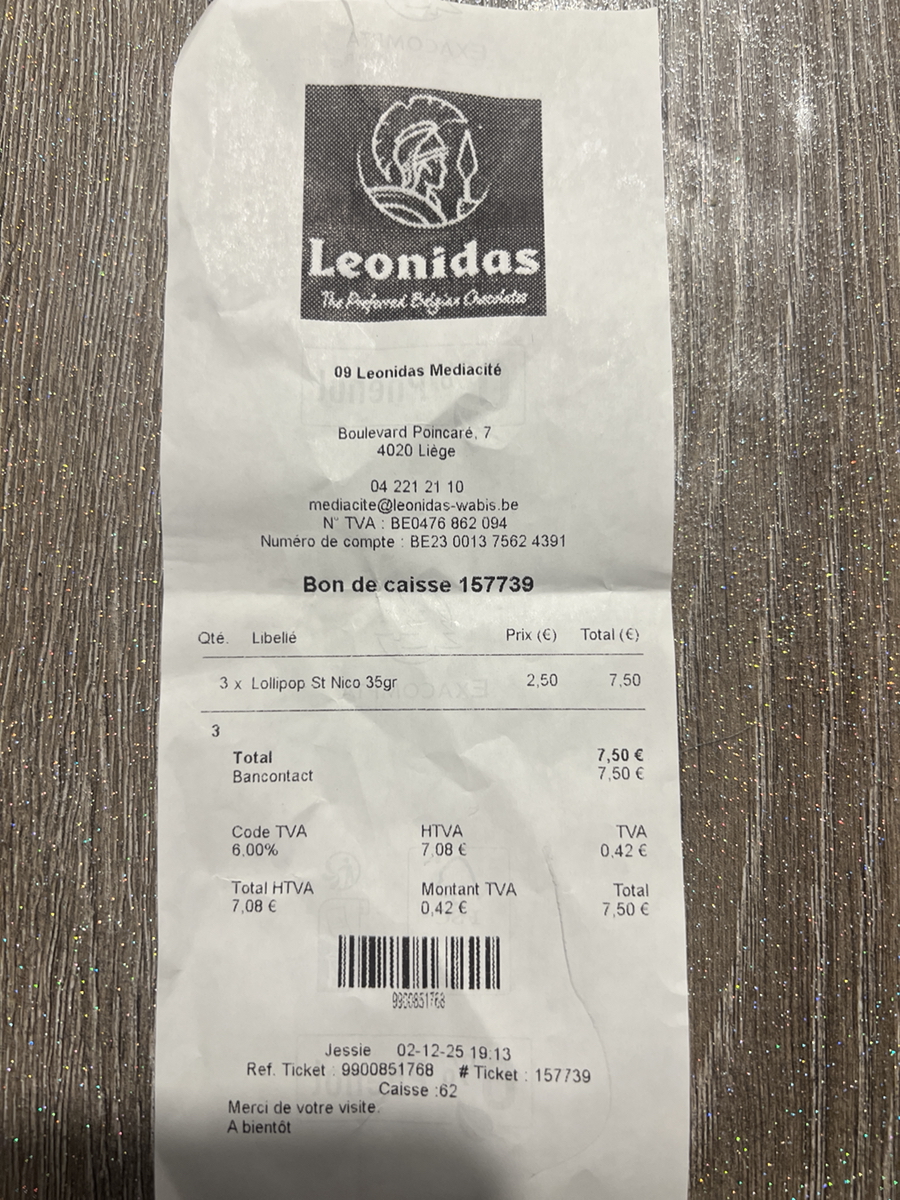 Leonidas
The Preferred Belgian Chocolates
09 Leonidas Mediacité
Boulevard Poincaré, 7
4020 Liège
04 221 21 10
mediacite@leonidas-wabis.be
N° TVA : BE0476 862 094
Numéro de compte : BE23 0013 7562 4391
Bon de caisse 157739
Qté. Libellé Prix (€) Total (€)
3 x Lollipop St Nico 35gr 2,50 7,50
3
Total 7,50 €
Bancontact 7,50 €
Code TVA HTVA TVA
6,00% 7,08 € 0,42 €
Total HTVA Montant TVA Total
7,08 € 0,42 € 7,50 €
9900851768
Jessie 02-12-25 19:13
Ref. Ticket : 9900851768 # Ticket : 157739
Caisse :62
Merci de votre visite.
A bientôt